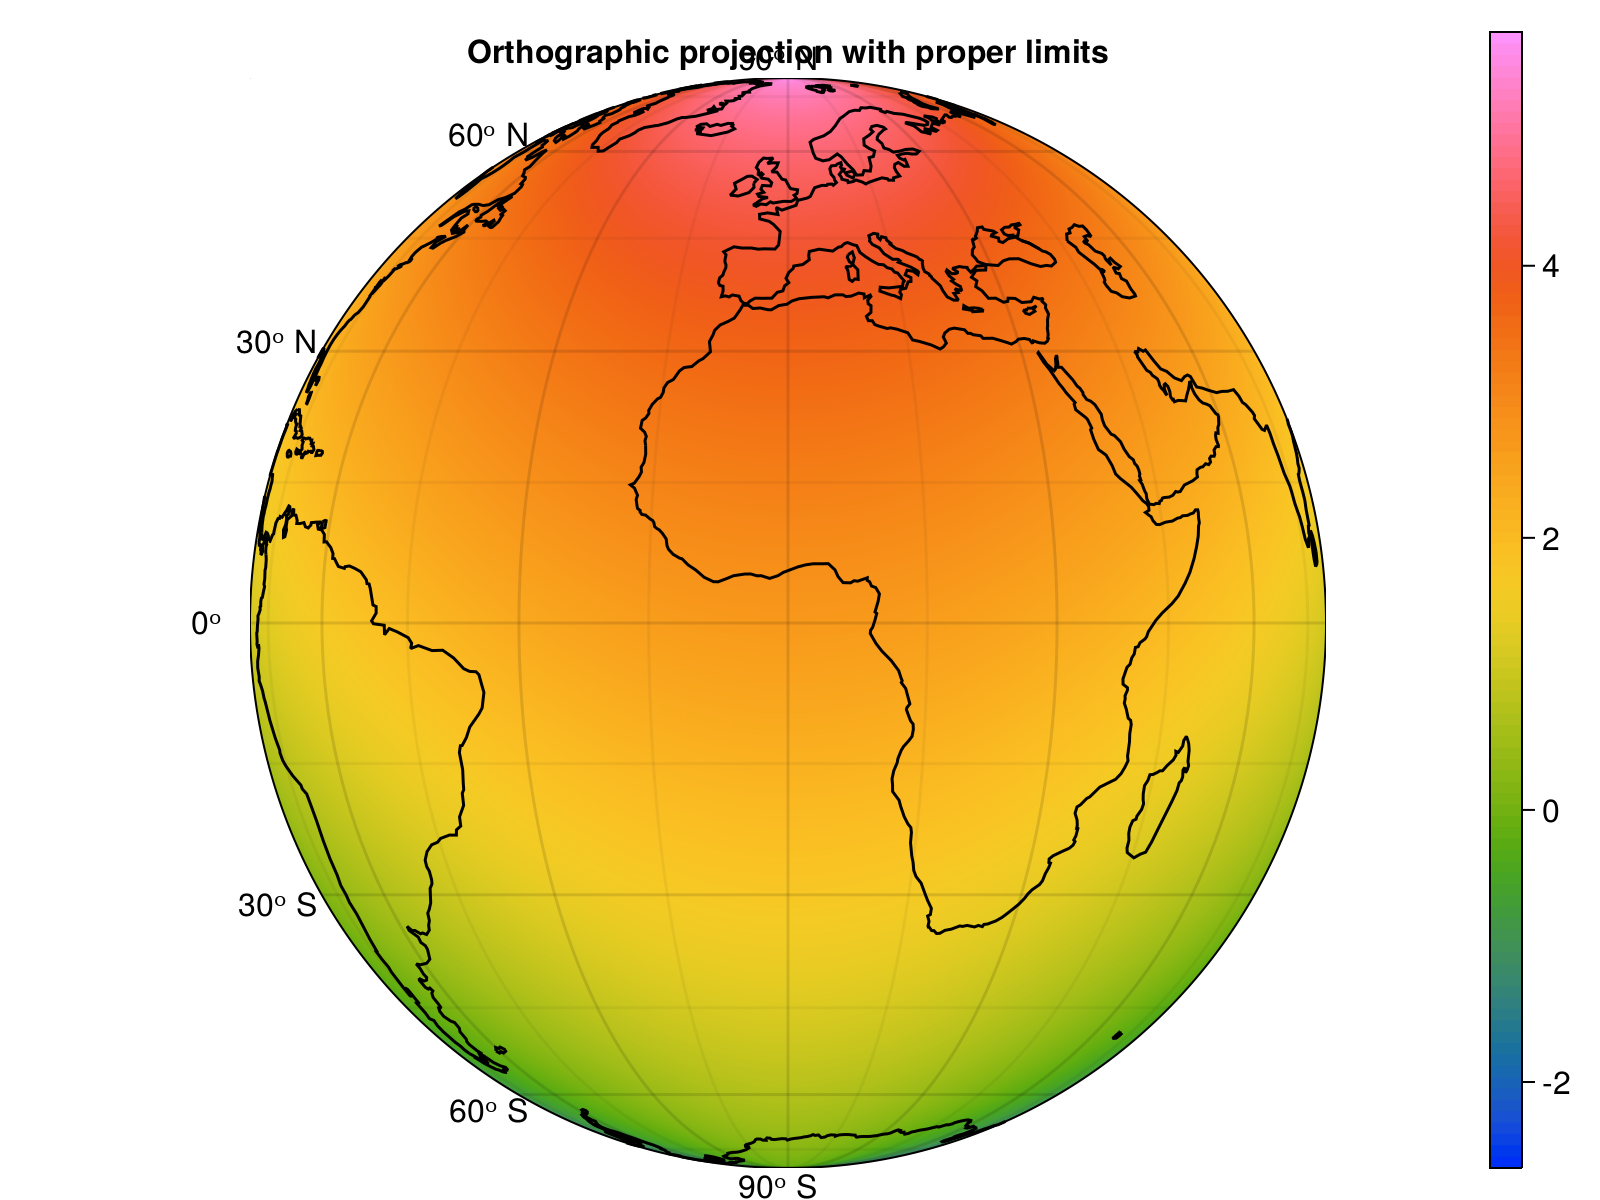 Orthographic projection with proper limits
90º N
60º N
30º N
0º
30º S
60º S
90º S
4
2
0
-2